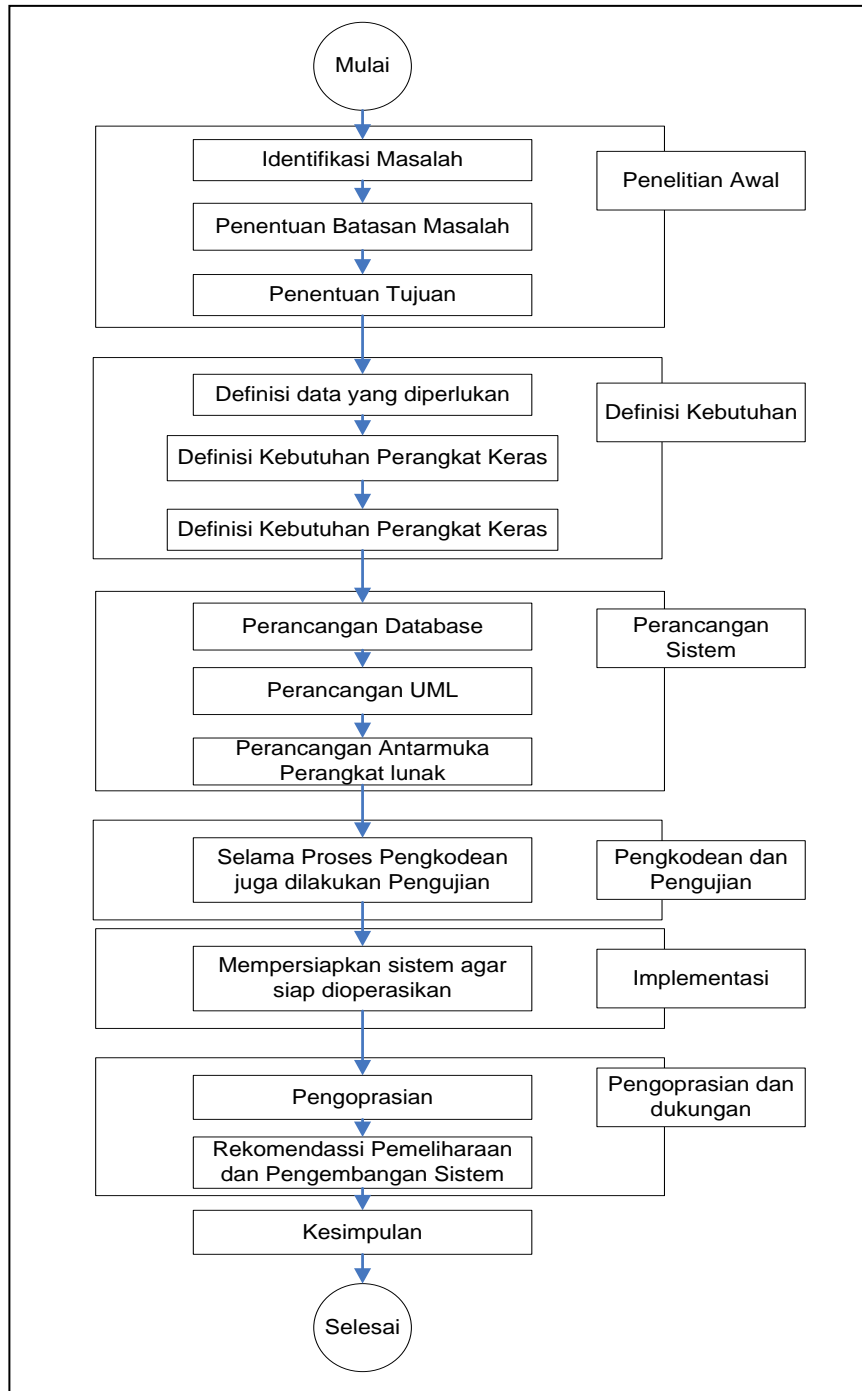 Mulai
Identifikasi Masalah
Penelitian Awal
Penentuan Batasan Masalah
Penentuan Tujuan
Definisi data yang diperlukan
Definisi Kebutuhan
Definisi Kebutuhan Perangkat Keras
Definisi Kebutuhan Perangkat Keras
Perancangan Database
Perancangan
Sistem
Perancangan UML
Perancangan Antarmuka
Perangkat lunak
Selama Proses Pengkodean
juga dilakukan Pengujian
Pengkodean dan
Pengujian
Mempersiapkan sistem agar
siap dioperasikan
Implementasi
Pengoprasian
Pengoprasian dan
dukungan
Rekomendassi Pemeliharaan
dan Pengembangan Sistem
Kesimpulan
Selesai